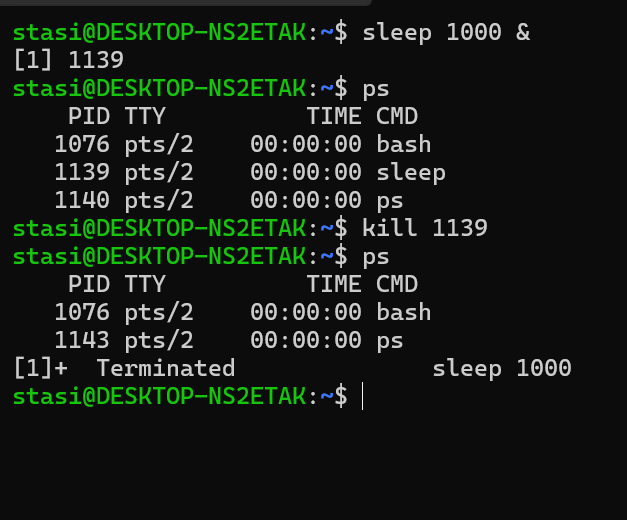 stasi@DESKTOP-NS2ETAK:~$ sleep 1000 &
[1] 1139
stasi@DESKTOP-NS2ETAK:~$ ps
    PID TTY          TIME CMD
   1076 pts/2    00:00:00 bash
   1139 pts/2    00:00:00 sleep
   1140 pts/2    00:00:00 ps
stasi@DESKTOP-NS2ETAK:~$ kill 1139
stasi@DESKTOP-NS2ETAK:~$ ps
    PID TTY          TIME CMD
   1076 pts/2    00:00:00 bash
   1143 pts/2    00:00:00 ps
[1]+  Terminated              sleep 1000
stasi@DESKTOP-NS2ETAK:~$